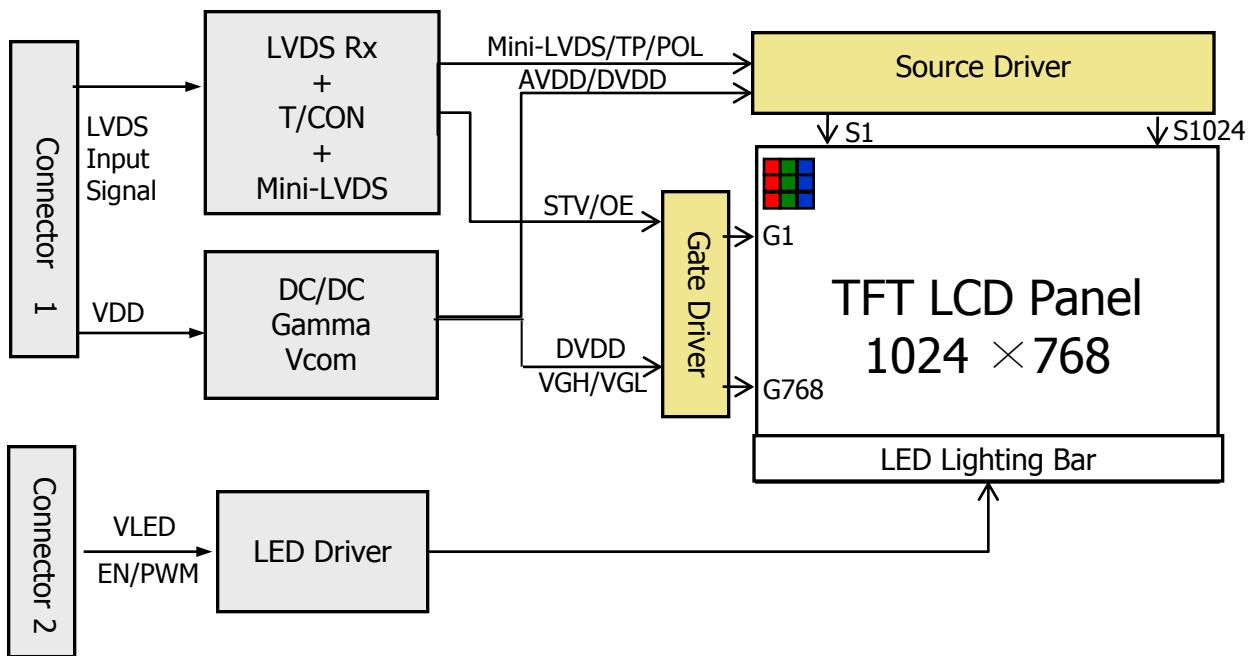 Connector 1
LVDS
Input
Signal
VDD
LVDS Rx
+
T/CON
+
Mini-LVDS
DC/DC
Gamma
Vcom
Mini-LVDS/TP/POL
AVDD/DVDD
STV/OE
DVDD
VGH/VGL
Gate Driver
Source Driver
S1
S1024
G1
G768
TFT LCD Panel
1024 ×768
LED Lighting Bar
Connector 2
VLED
EN/PWM
LED Driver